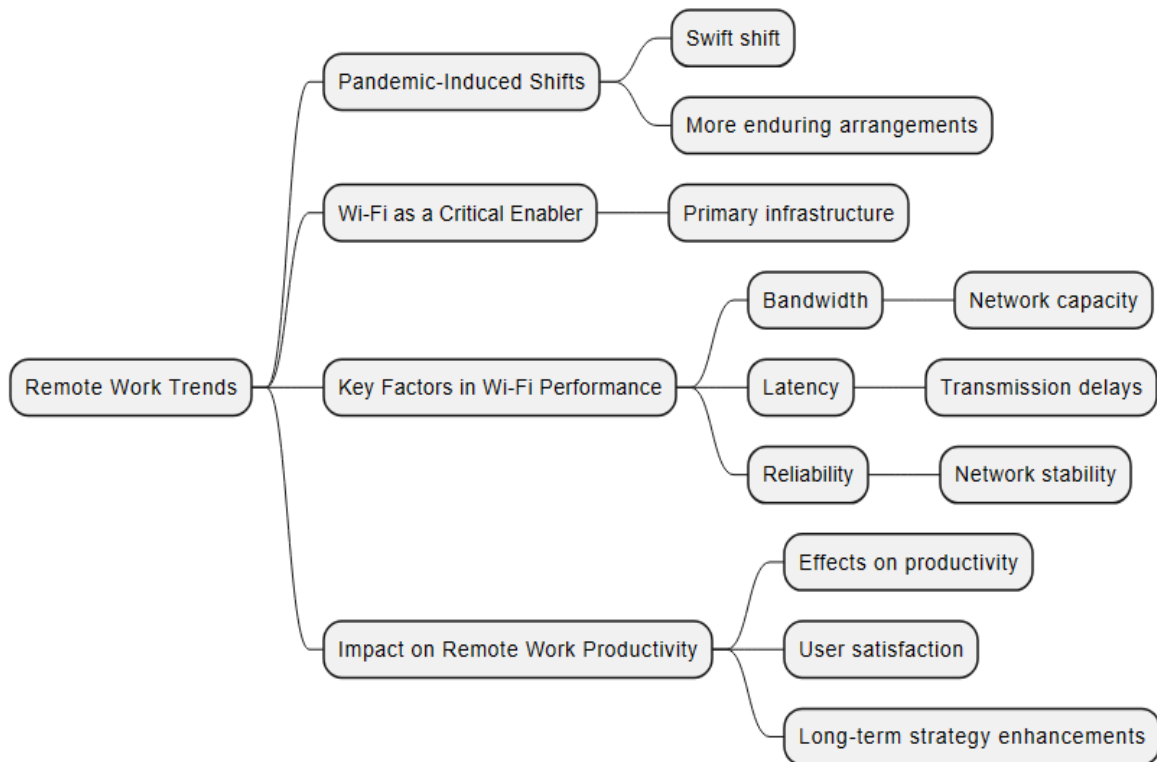 Remote Work Trends
Pandemic-Induced Shifts
Swift shift
More enduring arrangements
Wi-Fi as a Critical Enabler
Primary infrastructure
Key Factors in Wi-Fi Performance
Bandwidth
Network capacity
Latency
Transmission delays
Reliability
Network stability
Impact on Remote Work Productivity
Effects on productivity
User satisfaction
Long-term strategy enhancements